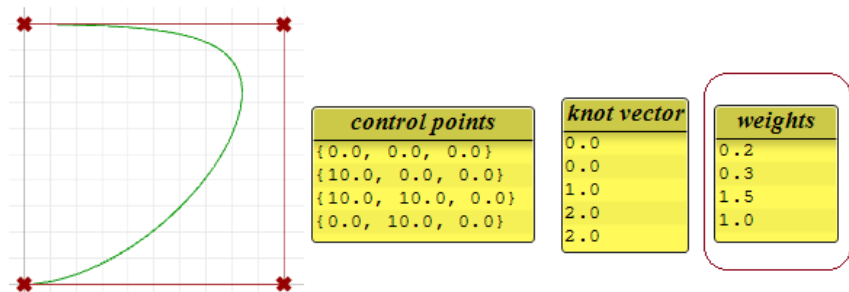 control points
{0.0, 0.0, 0.0}
{10.0, 0.0, 0.0}
{10.0, 10.0, 0.0}
{0.0, 10.0, 0.0}
knot vector
0.0
0.0
1.0
2.0
2.0
weights
0.2
0.3
1.5
1.0